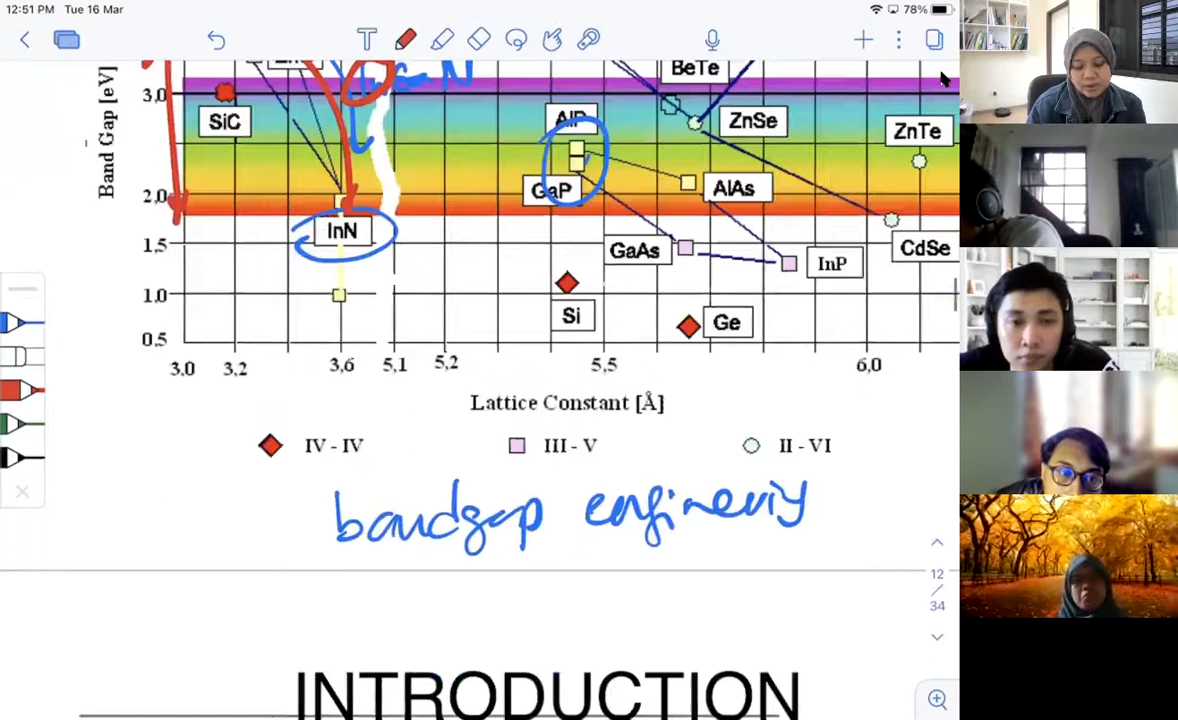 12:51 PM Tue 16 Mar
78%
BeTe
Band Gap [eV]
3,0
SiC
AlP
ZnSe
ZnTe
2,0
GaP
AlAs
InN
1,5
GaAs
InP
CdSe
1,0
Si
Ge
0,5
3,0 3,2 3,6 5,1 5,2 5,5 6,0
Lattice Constant [Å]
IV - IV III - V II - VI
bandgap engineering
12
/
34
INTRODUCTION